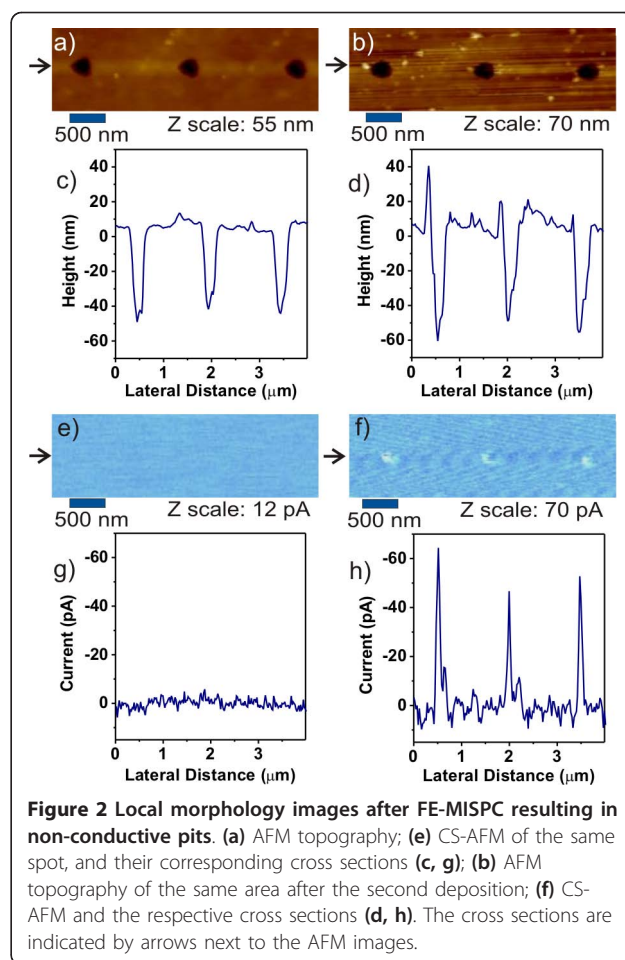 a)
b)
500 nm
Z scale: 55 nm
500 nm
Z scale: 70 nm
c)
40
20
0
-20
-40
-60
Height (nm)
0 1 2 3
Lateral Distance (μm)
d)
40
20
0
-20
-40
-60
Height (nm)
0 1 2 3
Lateral Distance (μm)
e)
f)
500 nm
Z scale: 12 pA
500 nm
Z scale: 70 pA
g)
-60
-40
-20
0
Current (pA)
0 1 2 3
Lateral Distance (μm)
h)
-60
-40
-20
0
Current (pA)
0 1 2 3 4
Lateral Distance (μm)
Figure 2 Local morphology images after FE-MISPC resulting in
non-conductive pits. (a) AFM topography; (e) CS-AFM of the same
spot, and their corresponding cross sections (c, g); (b) AFM
topography of the same area after the second deposition; (f) CS-
AFM and the respective cross sections (d, h). The cross sections are
indicated by arrows next to the AFM images.